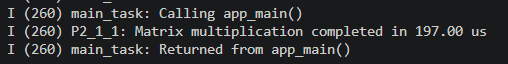 I (260) main_task: Calling app_main()
I (260) P2_1_1: Matrix multiplication completed in 197.00 us
I (260) main_task: Returned from app_main()